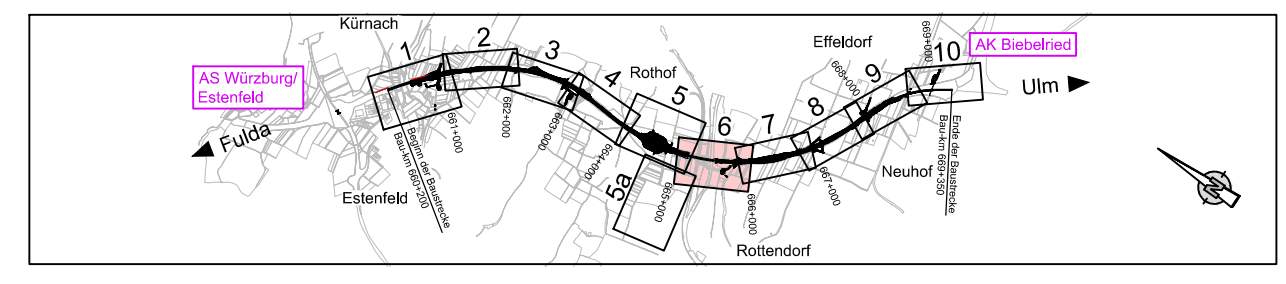 Kürnach
1
2
3
4
Rothof
5
5a
6
7
8
9
10
Effeldorf
669+000
668+000
AK Biebelried
Ulm
AS Würzburg/
Estenfeld
Fulda
Estenfeld
Beginn der Baustrecke
Bau-km 660+200
661+000
662+000
663+000
664+000
665+000
666+000
667+000
Neuhof
Ende der Baustrecke
Bau-km 669+350
Rottendorf
N